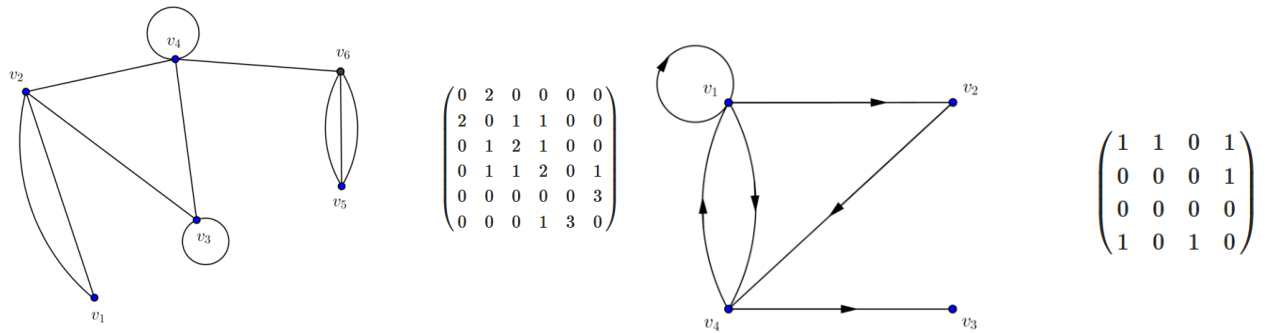 v₄
v₆
v₂
v₃
v₅
v₁
0 2 0 0 0 0
2 0 1 1 0 0
0 1 2 1 0 0
0 1 1 2 0 1
0 0 0 0 0 3
0 0 0 1 3 0
v₁
v₂
v₄
v₃
1 1 0 1
0 0 0 1
0 0 0 0
1 0 1 0